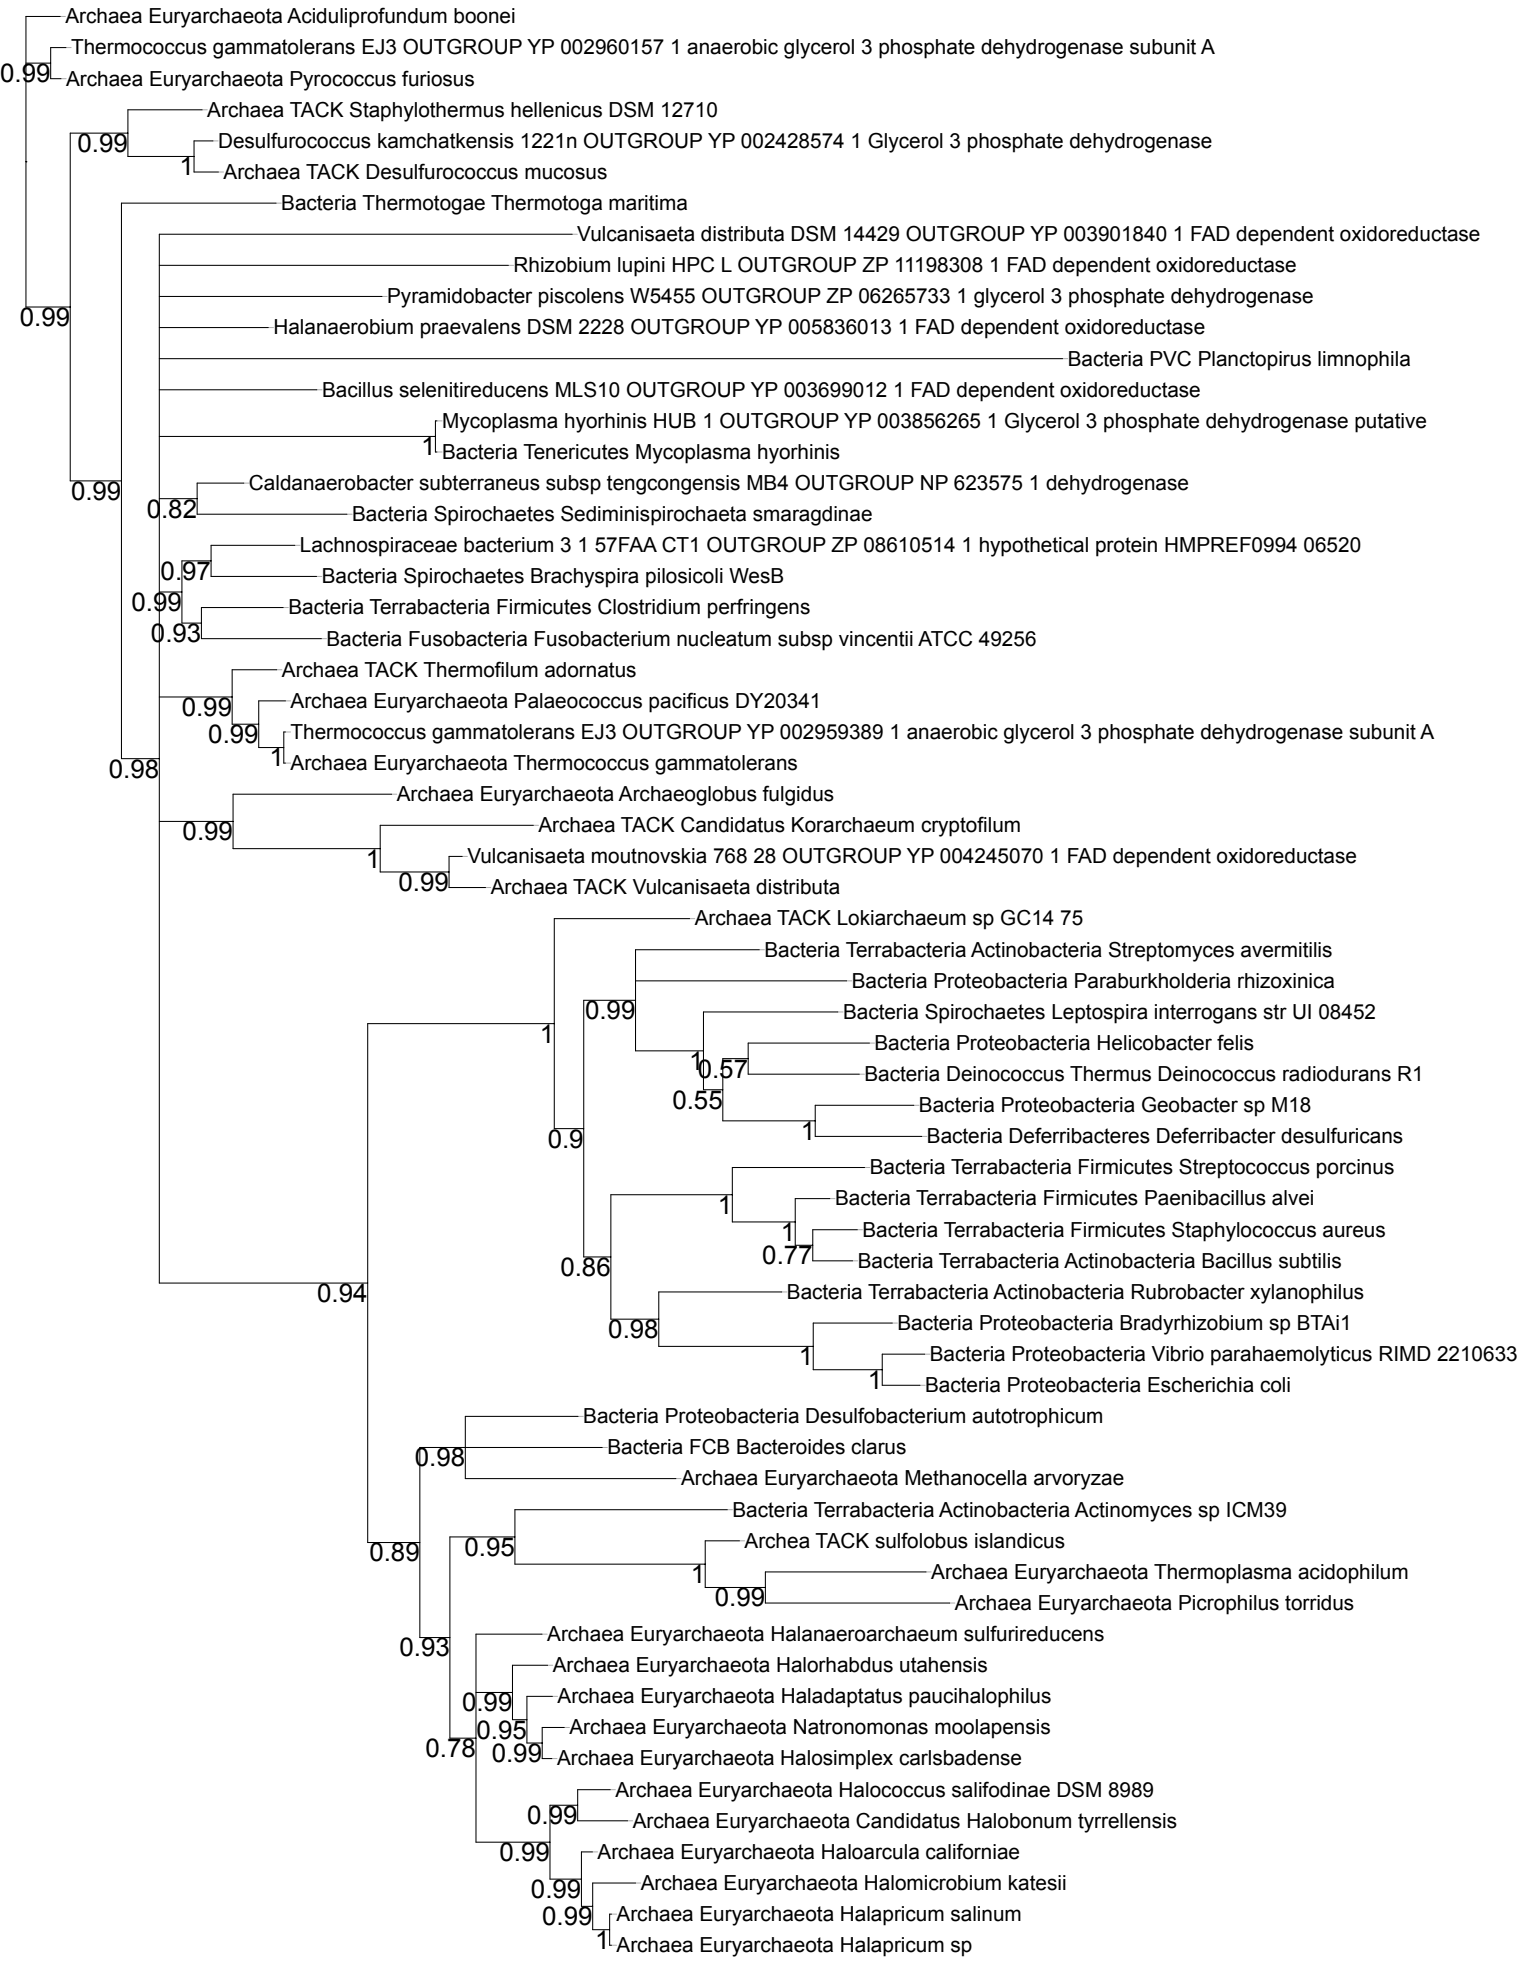 Archaea Euryarchaeota Aciduliprofundum boonei
Thermococcus gammatolerans EJ3 OUTGROUP YP 002960157 1 anaerobic glycerol 3 phosphate dehydrogenase subunit A
0.99
Archaea Euryarchaeota Pyrococcus furiosus
Archaea TACK Staphylothermus hellenicus DSM 12710
0.99
Desulfurococcus kamchatkensis 1221n OUTGROUP YP 002428574 1 Glycerol 3 phosphate dehydrogenase
1
Archaea TACK Desulfurococcus mucosus
Bacteria Thermotogae Thermotoga maritima
Vulcanisaeta distributa DSM 14429 OUTGROUP YP 003901840 1 FAD dependent oxidoreductase
Rhizobium lupini HPC L OUTGROUP ZP 11198308 1 FAD dependent oxidoreductase
Pyramidobacter piscolens W5455 OUTGROUP ZP 06265733 1 glycerol 3 phosphate dehydrogenase
0.99
Halanaerobium praevalens DSM 2228 OUTGROUP YP 005836013 1 FAD dependent oxidoreductase
Bacteria PVC Planctopirus limnophila
Bacillus selenitireducens MLS10 OUTGROUP YP 003699012 1 FAD dependent oxidoreductase
Mycoplasma hyorhinis HUB 1 OUTGROUP YP 003856265 1 Glycerol 3 phosphate dehydrogenase putative
1
Bacteria Tenericutes Mycoplasma hyorhinis
Caldanaerobacter subterraneus subsp tengcongensis MB4 OUTGROUP NP 623575 1 dehydrogenase
0.99
0.82
Bacteria Spirochaetes Sediminispirochaeta smaragdinae
Lachnospiraceae bacterium 3 1 57FAA CT1 OUTGROUP ZP 08610514 1 hypothetical protein HMPREF0994 06520
0.97
Bacteria Spirochaetes Brachyspira pilosicoli WesB
0.99
Bacteria Terrabacteria Firmicutes Clostridium perfringens
0.93
Bacteria Fusobacteria Fusobacterium nucleatum subsp vincentii ATCC 49256
Archaea TACK Thermofilum adornatus
0.99
Archaea Euryarchaeota Palaeococcus pacificus DY20341
0.99
Thermococcus gammatolerans EJ3 OUTGROUP YP 002959389 1 anaerobic glycerol 3 phosphate dehydrogenase subunit A
1
Archaea Euryarchaeota Thermococcus gammatolerans
0.98
Archaea Euryarchaeota Archaeoglobus fulgidus
0.99
Archaea TACK Candidatus Korarchaeum cryptofilum
1
Vulcanisaeta moutnovskia 768 28 OUTGROUP YP 004245070 1 FAD dependent oxidoreductase
0.99
Archaea TACK Vulcanisaeta distributa
Archaea TACK Lokiarchaeum sp GC14 75
Bacteria Terrabacteria Actinobacteria Streptomyces avermitilis
Bacteria Proteobacteria Paraburkholderia rhizoxinica
0.99
Bacteria Spirochaetes Leptospira interrogans str UI 08452
1
Bacteria Proteobacteria Helicobacter felis
1
0.57
Bacteria Deinococcus Thermus Deinococcus radiodurans R1
0.55
Bacteria Proteobacteria Geobacter sp M18
1
Bacteria Deferribacteres Deferribacter desulfuricans
0.9
Bacteria Terrabacteria Firmicutes Streptococcus porcinus
1
Bacteria Terrabacteria Firmicutes Paenibacillus alvei
1
Bacteria Terrabacteria Firmicutes Staphylococcus aureus
0.77
Bacteria Terrabacteria Actinobacteria Bacillus subtilis
0.86
Bacteria Terrabacteria Actinobacteria Rubrobacter xylanophilus
0.94
0.98
Bacteria Proteobacteria Bradyrhizobium sp BTAi1
1
Bacteria Proteobacteria Vibrio parahaemolyticus RIMD 2210633
1
Bacteria Proteobacteria Escherichia coli
Bacteria Proteobacteria Desulfobacterium autotrophicum
Bacteria FCB Bacteroides clarus
0.98
Archaea Euryarchaeota Methanocella arvoryzae
Bacteria Terrabacteria Actinobacteria Actinomyces sp ICM39
0.89
0.95
Archea TACK sulfolobus islandicus
1
Archaea Euryarchaeota Thermoplasma acidophilum
0.99
Archaea Euryarchaeota Picrophilus torridus
0.93
Archaea Euryarchaeota Halanaeroarchaeum sulfurireducens
Archaea Euryarchaeota Halorhabdus utahensis
0.99
Archaea Euryarchaeota Haladaptatus paucihalophilus
0.95
Archaea Euryarchaeota Natronomonas moolapensis
0.78
0.99
Archaea Euryarchaeota Halosimplex carlsbadense
Archaea Euryarchaeota Halococcus salifodinae DSM 8989
0.99
Archaea Euryarchaeota Candidatus Halobonum tyrrellensis
0.99
Archaea Euryarchaeota Haloarcula californiae
0.99
Archaea Euryarchaeota Halomicrobium katesii
0.99
Archaea Euryarchaeota Halapricum salinum
1
Archaea Euryarchaeota Halapricum sp